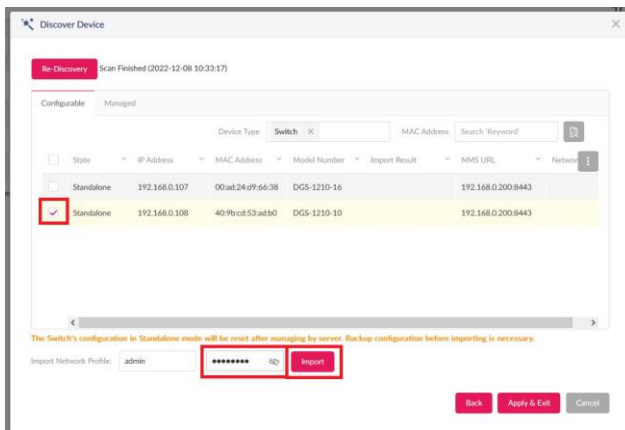 Discover Device
Re-Discovery Scan Finished (2022-12-08 10:33:17)
Configurable Managed
Device Type Switch × MAC Address Search 'Keyword'
State IP Address MAC Address Model Number Import Result NMS URL Networ
Standalone 192.168.0.107 00:ad:24:d9:66:38 DGS-1210-16 192.168.0.200:8443
Standalone 192.168.0.108 40:9b:cd:53:ad:b0 DGS-1210-10 192.168.0.200:8443
The Switch's configuration in Standalone mode will be reset after managing by server. Backup configuration before importing is necessary.
Import Network Profile: admin •••••••• Import
Back Apply & Exit Cancel